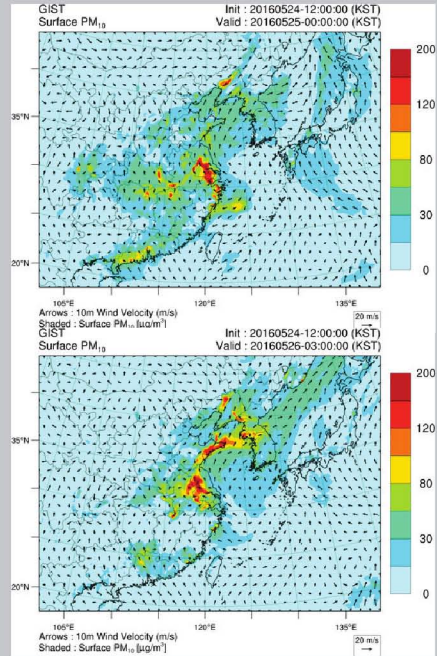 GIST Init : 20160524-12:00:00 (KST)
Surface PM10 Valid : 20160525-00:00:00 (KST)
200
120
35°N
80
30
20°N
0
105°E 120°E 135°E
Arrows : 10m Wind Velocity (m/s) 20 m/s
Shaded : Surface PM10 [µg/m³]
GIST Init : 20160524-12:00:00 (KST)
Surface PM10 Valid : 20160526-03:00:00 (KST)
200
120
35°N
80
30
20°N
0
105°E 120°E 135°E
Arrows : 10m Wind Velocity (m/s) 20 m/s
Shaded : Surface PM10 [µg/m³]